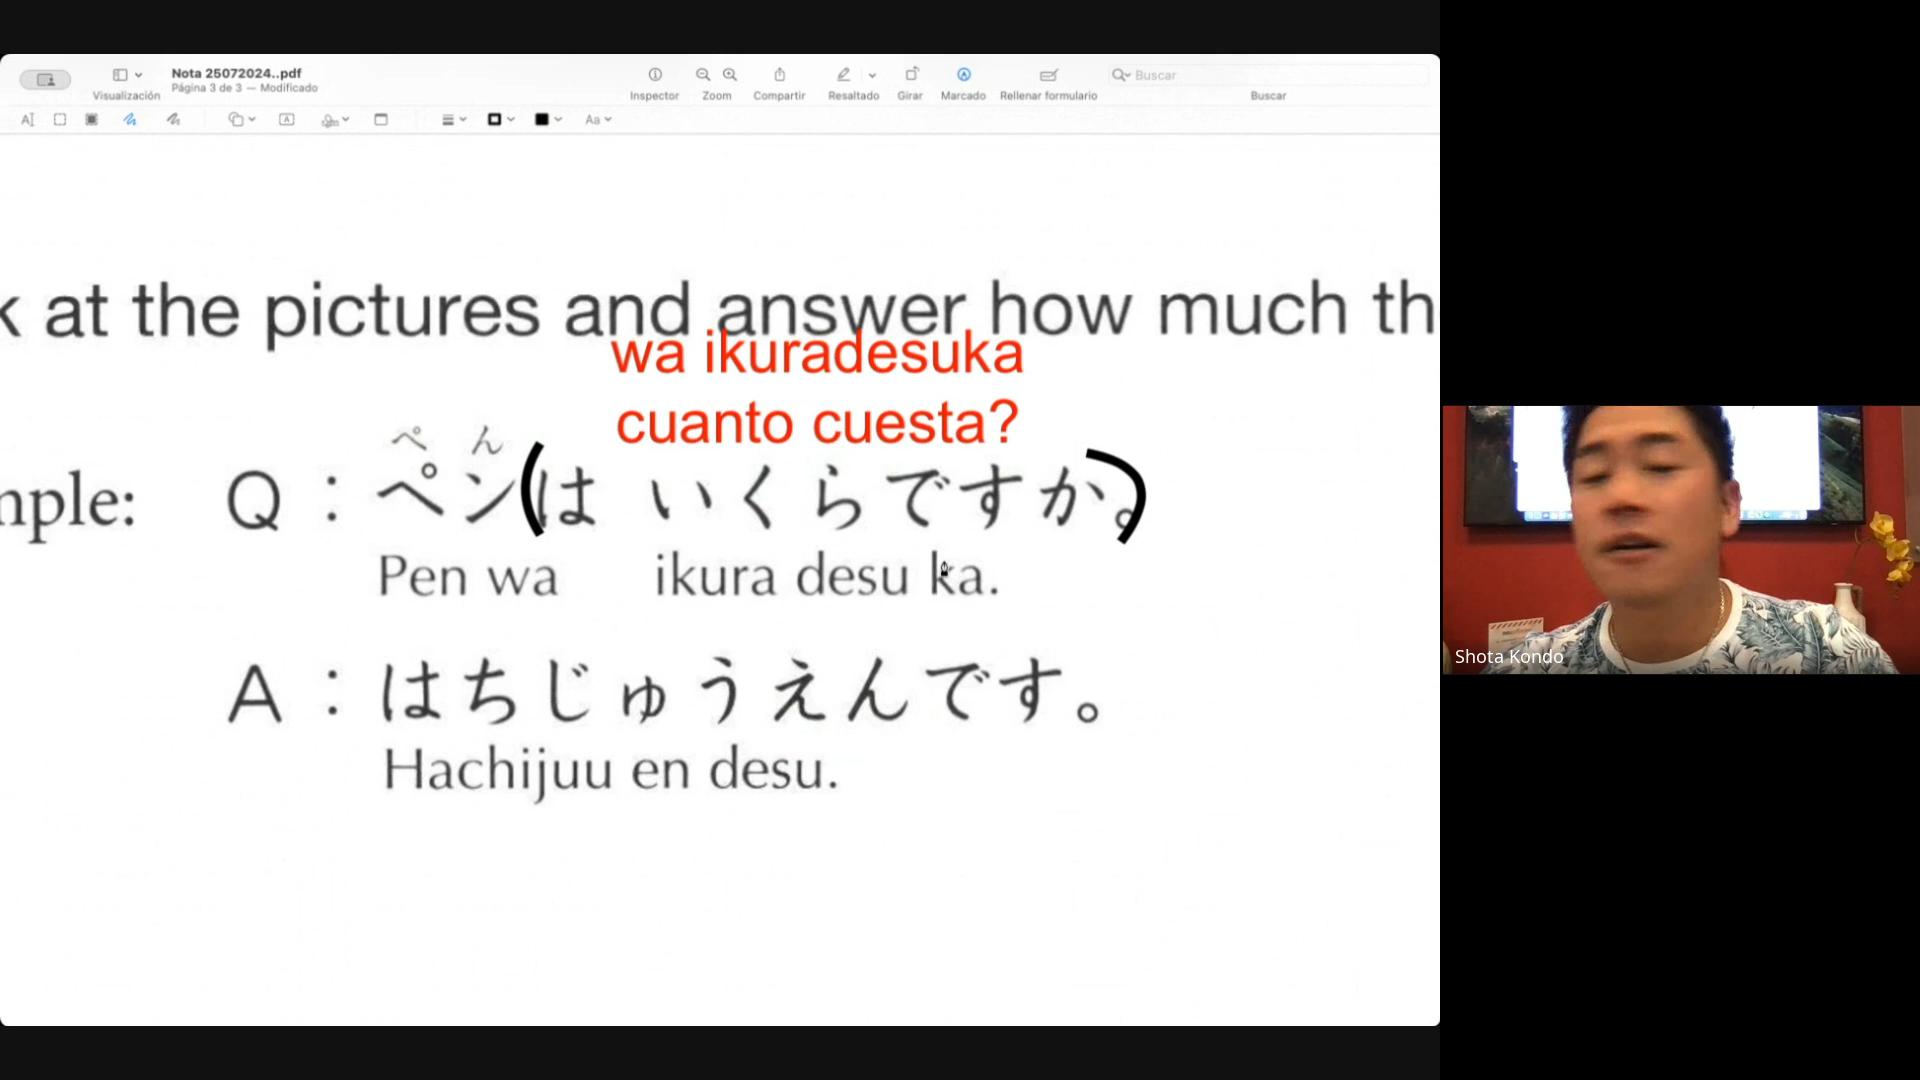 Nota 25072024..pdf
Página 3 de 3 — Modificado
Visualización
Inspector
Zoom
Compartir
Resaltado
Girar
Marcado
Rellenar formulario
Buscar
Buscar
k at the pictures and answer how much th
wa ikuradesuka
cuanto cuesta?
ぺ ん
mple: Q：ペン(は いくらですか。)
Pen wa ikura desu ka.
A：はちじゅうえんです。
Hachijuu en desu.
Shota Kondo